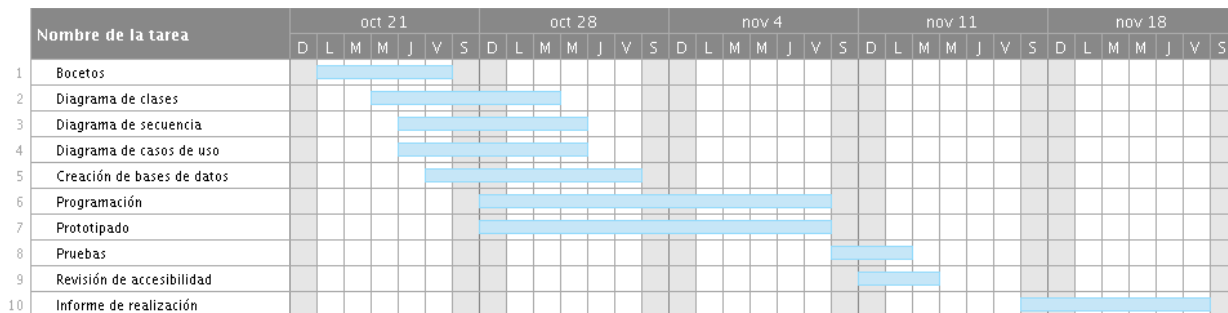 Nombre de la tarea
oct 21 oct 28 nov 4 nov 11 nov 18
D L M M J V S D L M M J V S D L M M J V S D L M M J V S D L M M J V S
1 Bocetos
2 Diagrama de clases
3 Diagrama de secuencia
4 Diagrama de casos de uso
5 Creación de bases de datos
6 Programación
7 Prototipado
8 Pruebas
9 Revisión de accesibilidad
10 Informe de realización